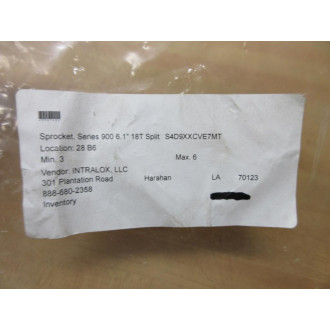 Sprocket, Series 900 6.1" 18T Split S4D9XXCVE7MT
Location: 28 B6
Min. 3 Max. 6
Vendor: INTRALOX, LLC
301 Plantation Road Harahan LA 70123
888-680-2358
Inventory